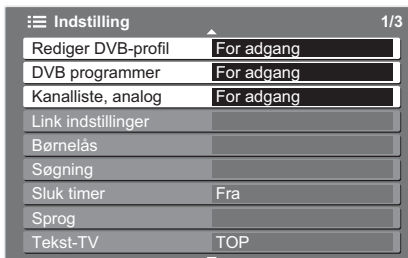 Indstilling 1/3
Rediger DVB-profil For adgang
DVB programmer For adgang
Kanalliste, analog For adgang
Link indstillinger
Børnelås
Søgning
Sluk timer Fra
Sprog
Tekst-TV TOP